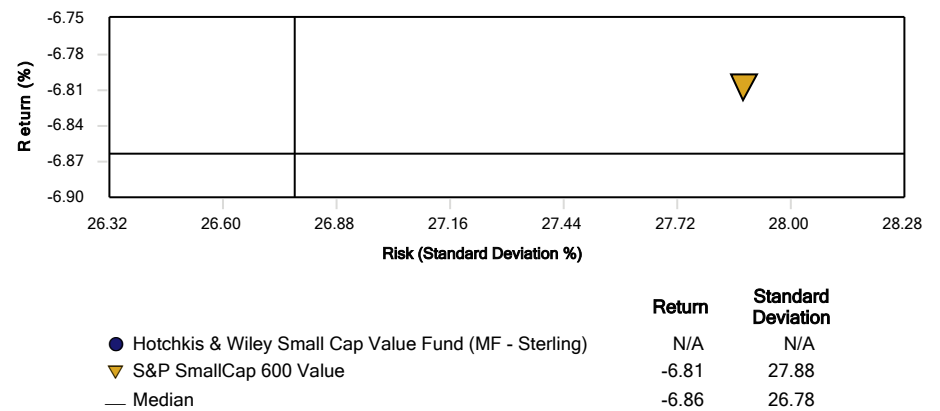 -6.75
-6.78
-6.81
-6.84
-6.87
-6.90
Return (%)
26.32 26.60 26.88 27.16 27.44 27.72 28.00 28.28
Risk (Standard Deviation %)
Return Standard Deviation
Hotchkis & Wiley Small Cap Value Fund (MF - Sterling) N/A N/A
S&P SmallCap 600 Value -6.81 27.88
Median -6.86 26.78